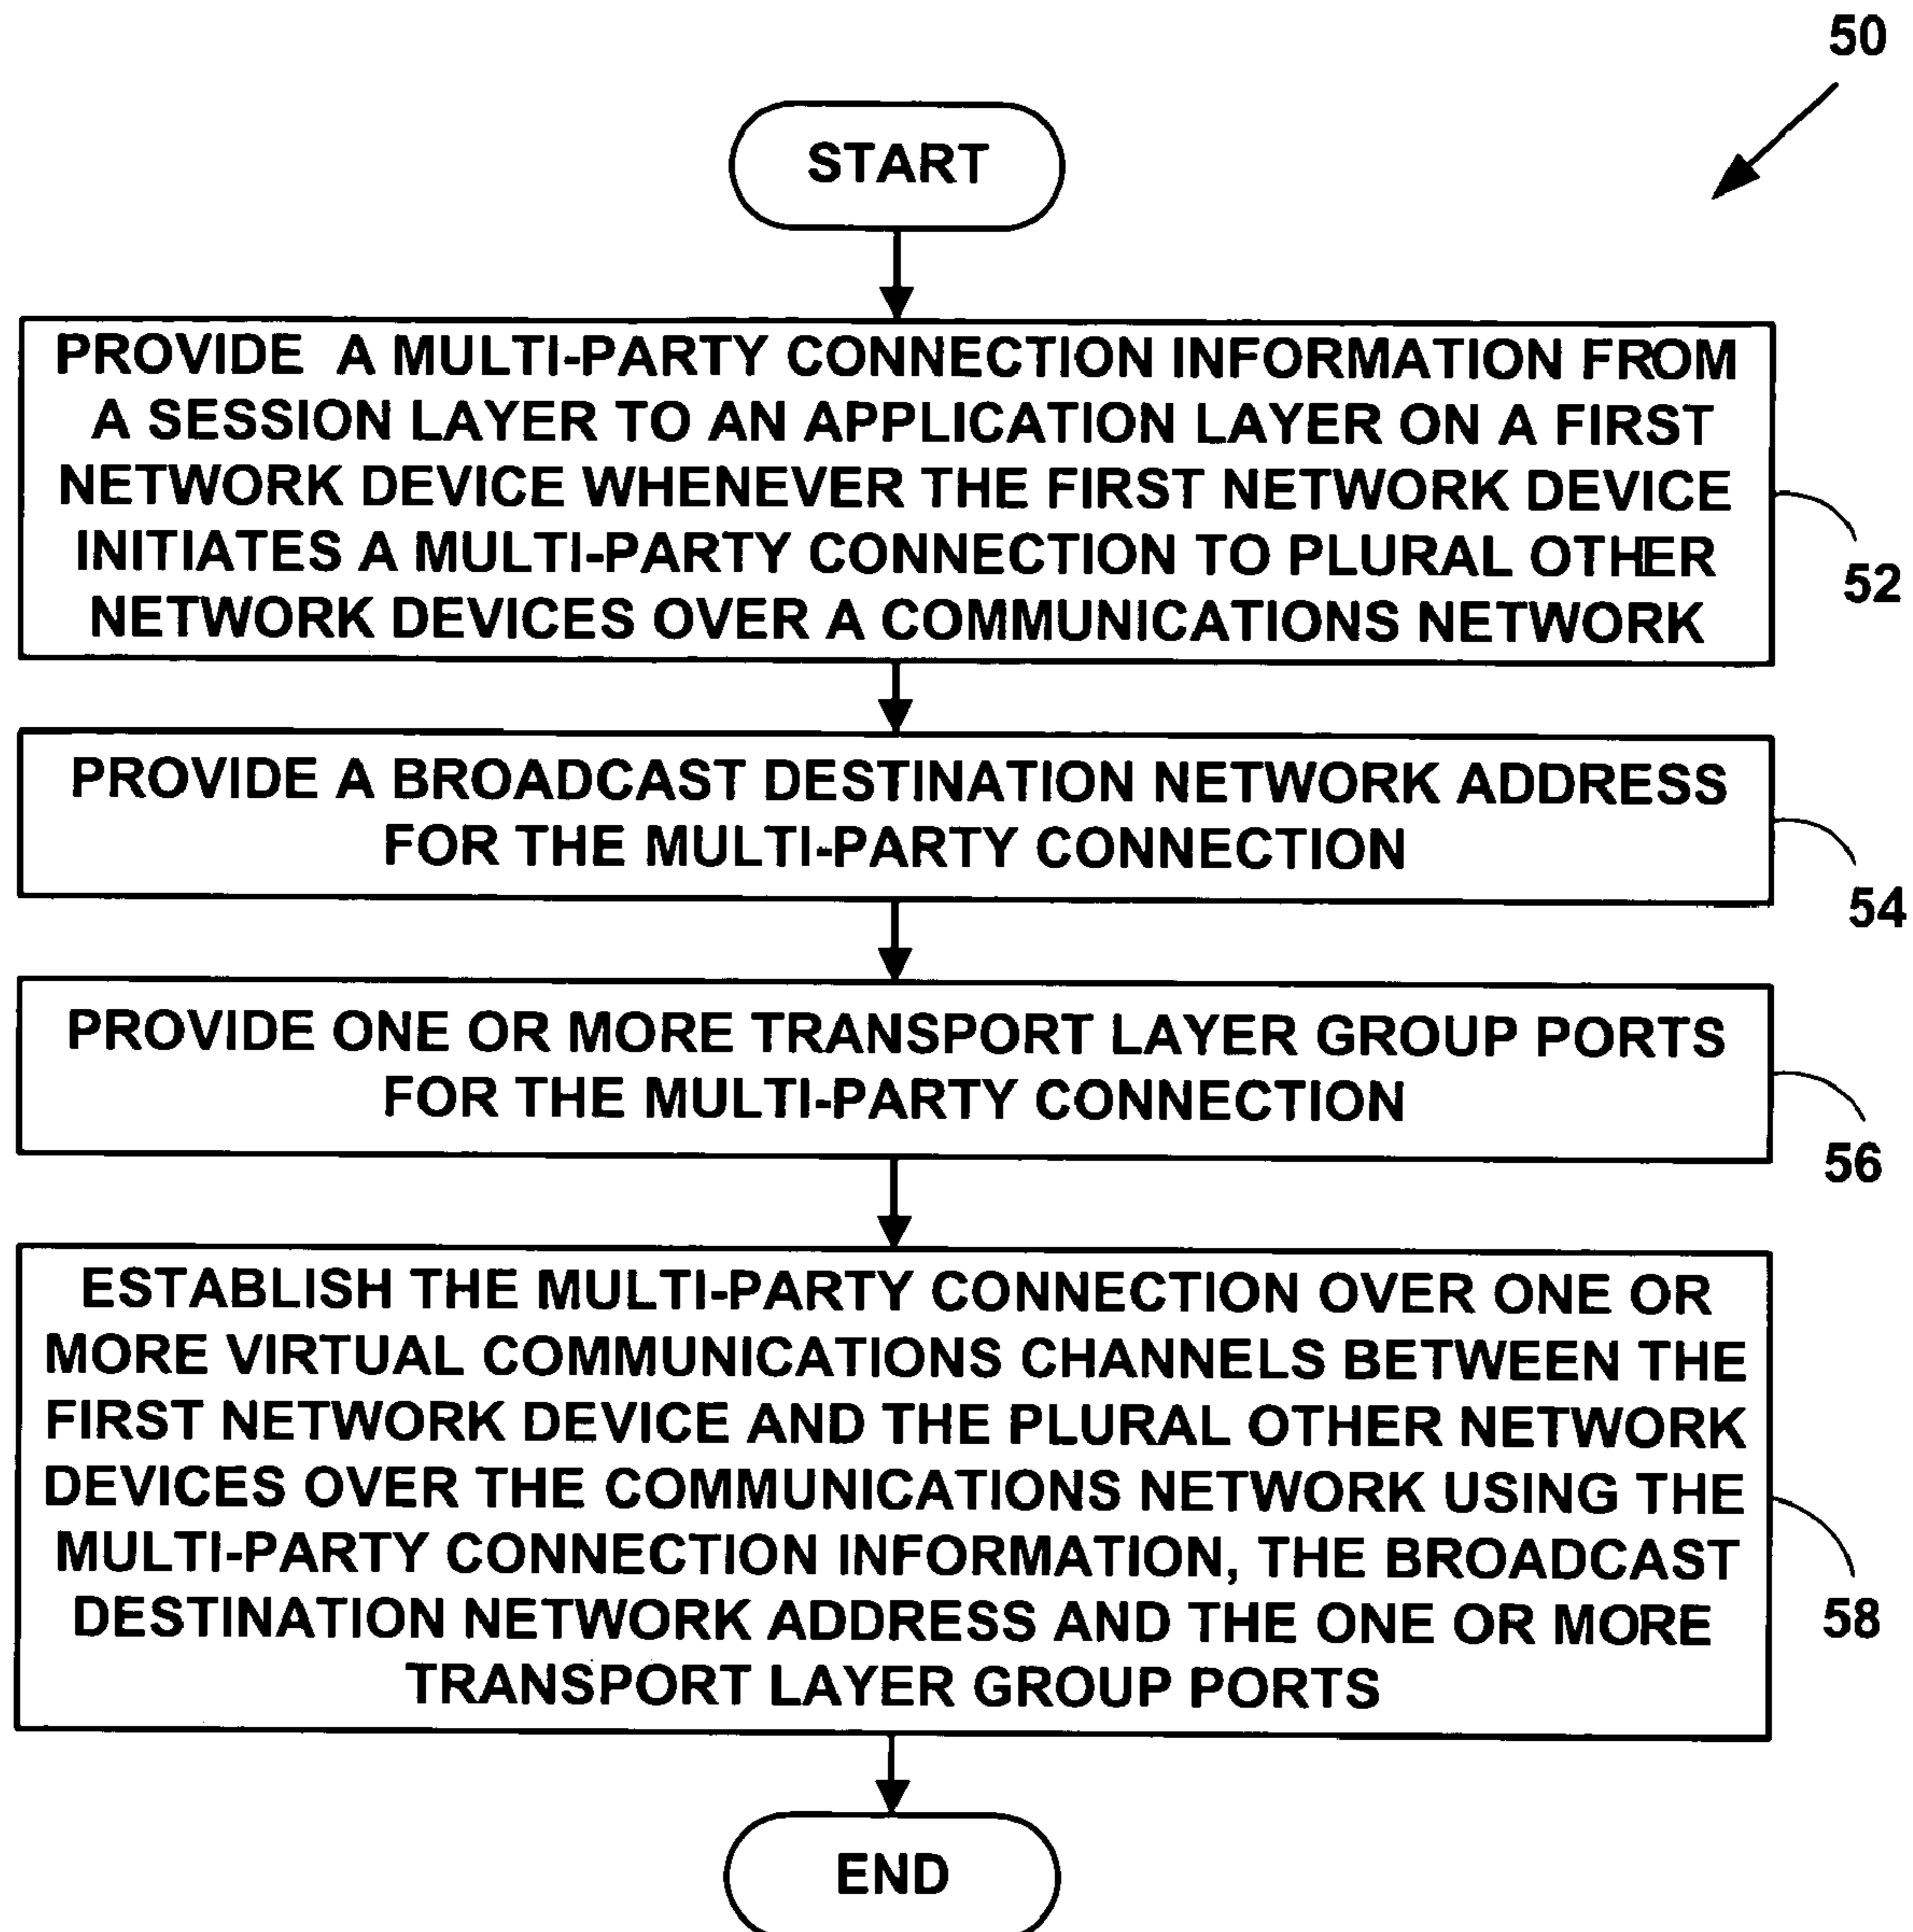 50
START
PROVIDE A MULTI-PARTY CONNECTION INFORMATION FROM
A SESSION LAYER TO AN APPLICATION LAYER ON A FIRST
NETWORK DEVICE WHENEVER THE FIRST NETWORK DEVICE
INITIATES A MULTI-PARTY CONNECTION TO PLURAL OTHER
NETWORK DEVICES OVER A COMMUNICATIONS NETWORK
52
PROVIDE A BROADCAST DESTINATION NETWORK ADDRESS
FOR THE MULTI-PARTY CONNECTION
54
PROVIDE ONE OR MORE TRANSPORT LAYER GROUP PORTS
FOR THE MULTI-PARTY CONNECTION
56
ESTABLISH THE MULTI-PARTY CONNECTION OVER ONE OR
MORE VIRTUAL COMMUNICATIONS CHANNELS BETWEEN THE
FIRST NETWORK DEVICE AND THE PLURAL OTHER NETWORK
DEVICES OVER THE COMMUNICATIONS NETWORK USING THE
MULTI-PARTY CONNECTION INFORMATION, THE BROADCAST
DESTINATION NETWORK ADDRESS AND THE ONE OR MORE
TRANSPORT LAYER GROUP PORTS
58
END